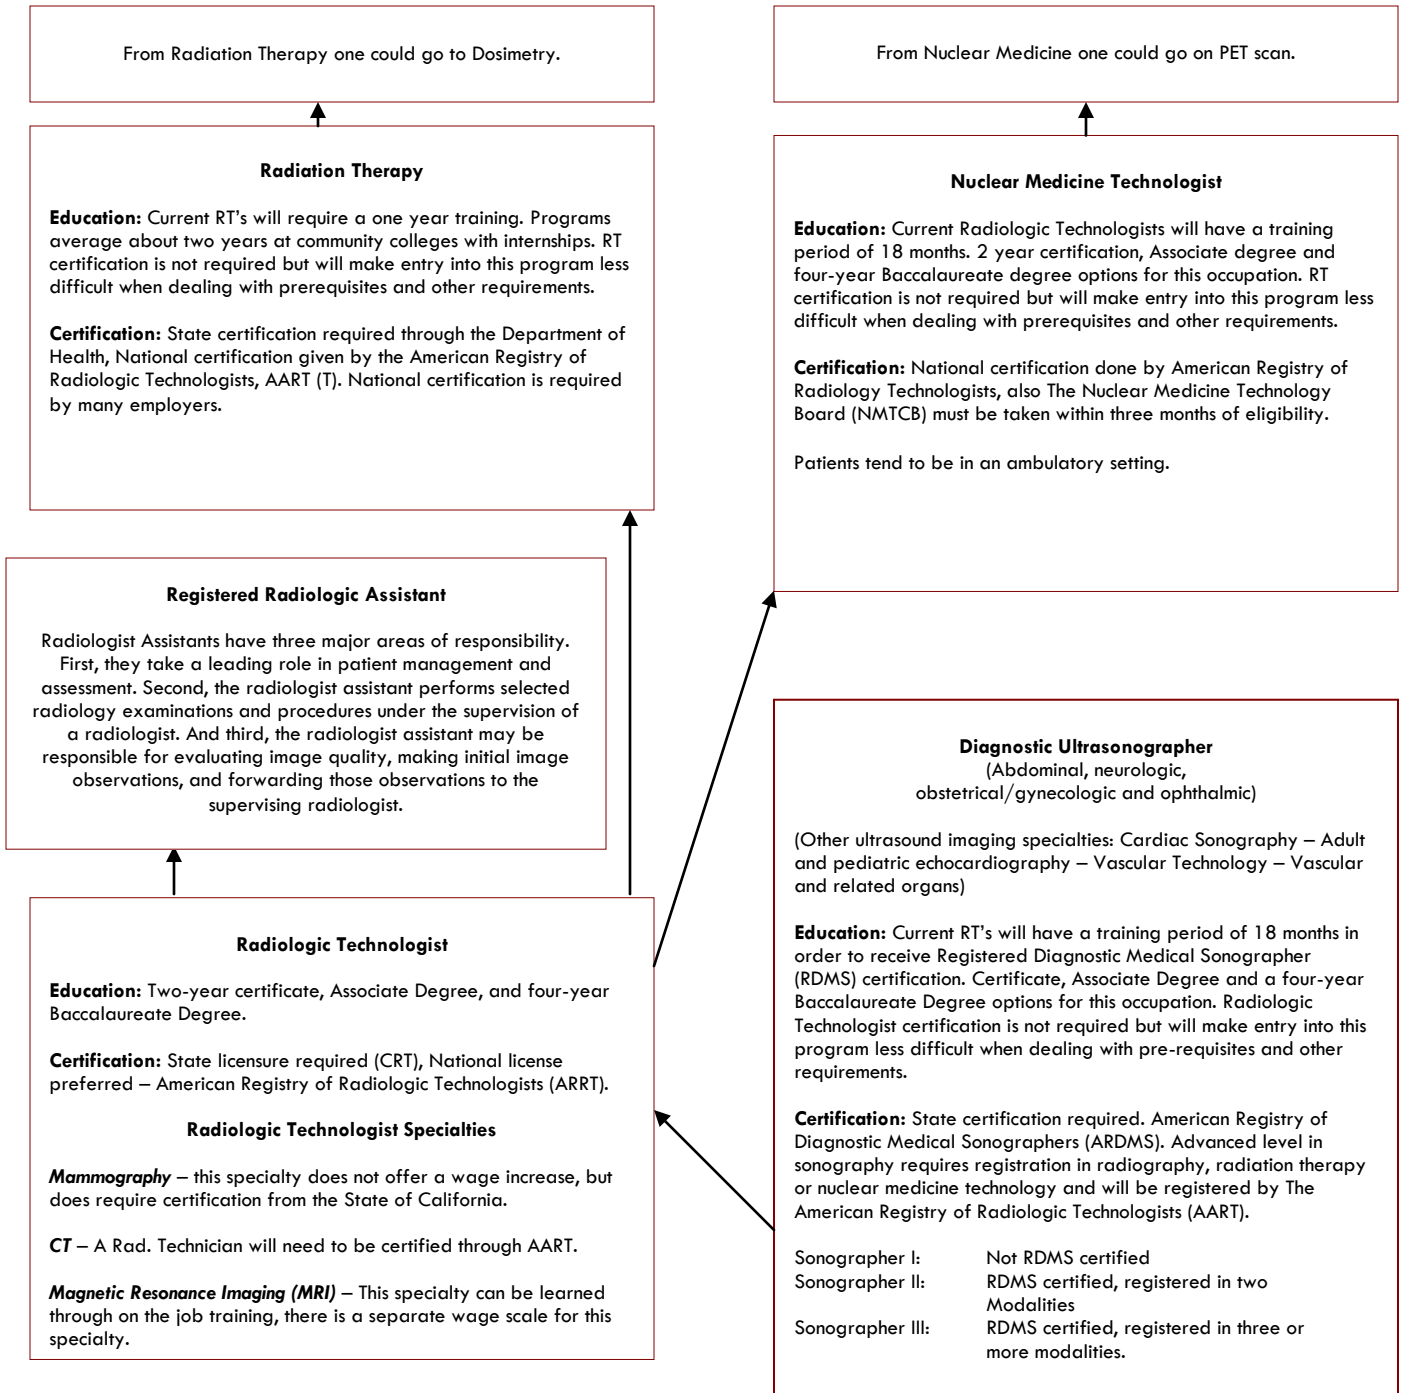 From Radiation Therapy one could go to Dosimetry.
From Nuclear Medicine one could go on PET scan.
Radiation Therapy
Education: Current RT's will require a one year training. Programs
average about two years at community colleges with internships. RT
certification is not required but will make entry into this program less
difficult when dealing with prerequisites and other requirements.
Certification: State certification required through the Department of
Health, National certification given by the American Registry of
Radiologic Technologists, AART (T). National certification is required
by many employers.
Nuclear Medicine Technologist
Education: Current Radiologic Technologists will have a training
period of 18 months. 2 year certification, Associate degree and
four-year Baccalaureate degree options for this occupation. RT
certification is not required but will make entry into this program less
difficult when dealing with prerequisites and other requirements.
Certification: National certification done by American Registry of
Radiology Technologists, also The Nuclear Medicine Technology
Board (NMTCB) must be taken within three months of eligibility.
Patients tend to be in an ambulatory setting.
Registered Radiologic Assistant
Radiologist Assistants have three major areas of responsibility.
First, they take a leading role in patient management and
assessment. Second, the radiologist assistant performs selected
radiology examinations and procedures under the supervision of
a radiologist. And third, the radiologist assistant may be
responsible for evaluating image quality, making initial image
observations, and forwarding those observations to the
supervising radiologist.
Radiologic Technologist
Education: Two-year certificate, Associate Degree, and four-year
Baccalaureate Degree.
Certification: State licensure required (CRT), National license
preferred – American Registry of Radiologic Technologists (ARRT).
Radiologic Technologist Specialties
Mammography – this specialty does not offer a wage increase, but
does require certification from the State of California.
CT – A Rad. Technician will need to be certified through AART.
Magnetic Resonance Imaging (MRI) – This specialty can be learned
through on the job training, there is a separate wage scale for this
specialty.
Diagnostic Ultrasonographer
(Abdominal, neurologic,
obstetrical/gynecologic and ophthalmic)
(Other ultrasound imaging specialties: Cardiac Sonography – Adult
and pediatric echocardiography – Vascular Technology – Vascular
and related organs)
Education: Current RT's will have a training period of 18 months in
order to receive Registered Diagnostic Medical Sonographer
(RDMS) certification. Certificate, Associate Degree and a four-year
Baccalaureate Degree options for this occupation. Radiologic
Technologist certification is not required but will make entry into this
program less difficult when dealing with pre-requisites and other
requirements.
Certification: State certification required. American Registry of
Diagnostic Medical Sonographers (ARDMS). Advanced level in
sonography requires registration in radiography, radiation therapy
or nuclear medicine technology and will be registered by The
American Registry of Radiologic Technologists (AART).
Sonographer I: Not RDMS certified
Sonographer II: RDMS certified, registered in two
Modalities
Sonographer III: RDMS certified, registered in three or
more modalities.